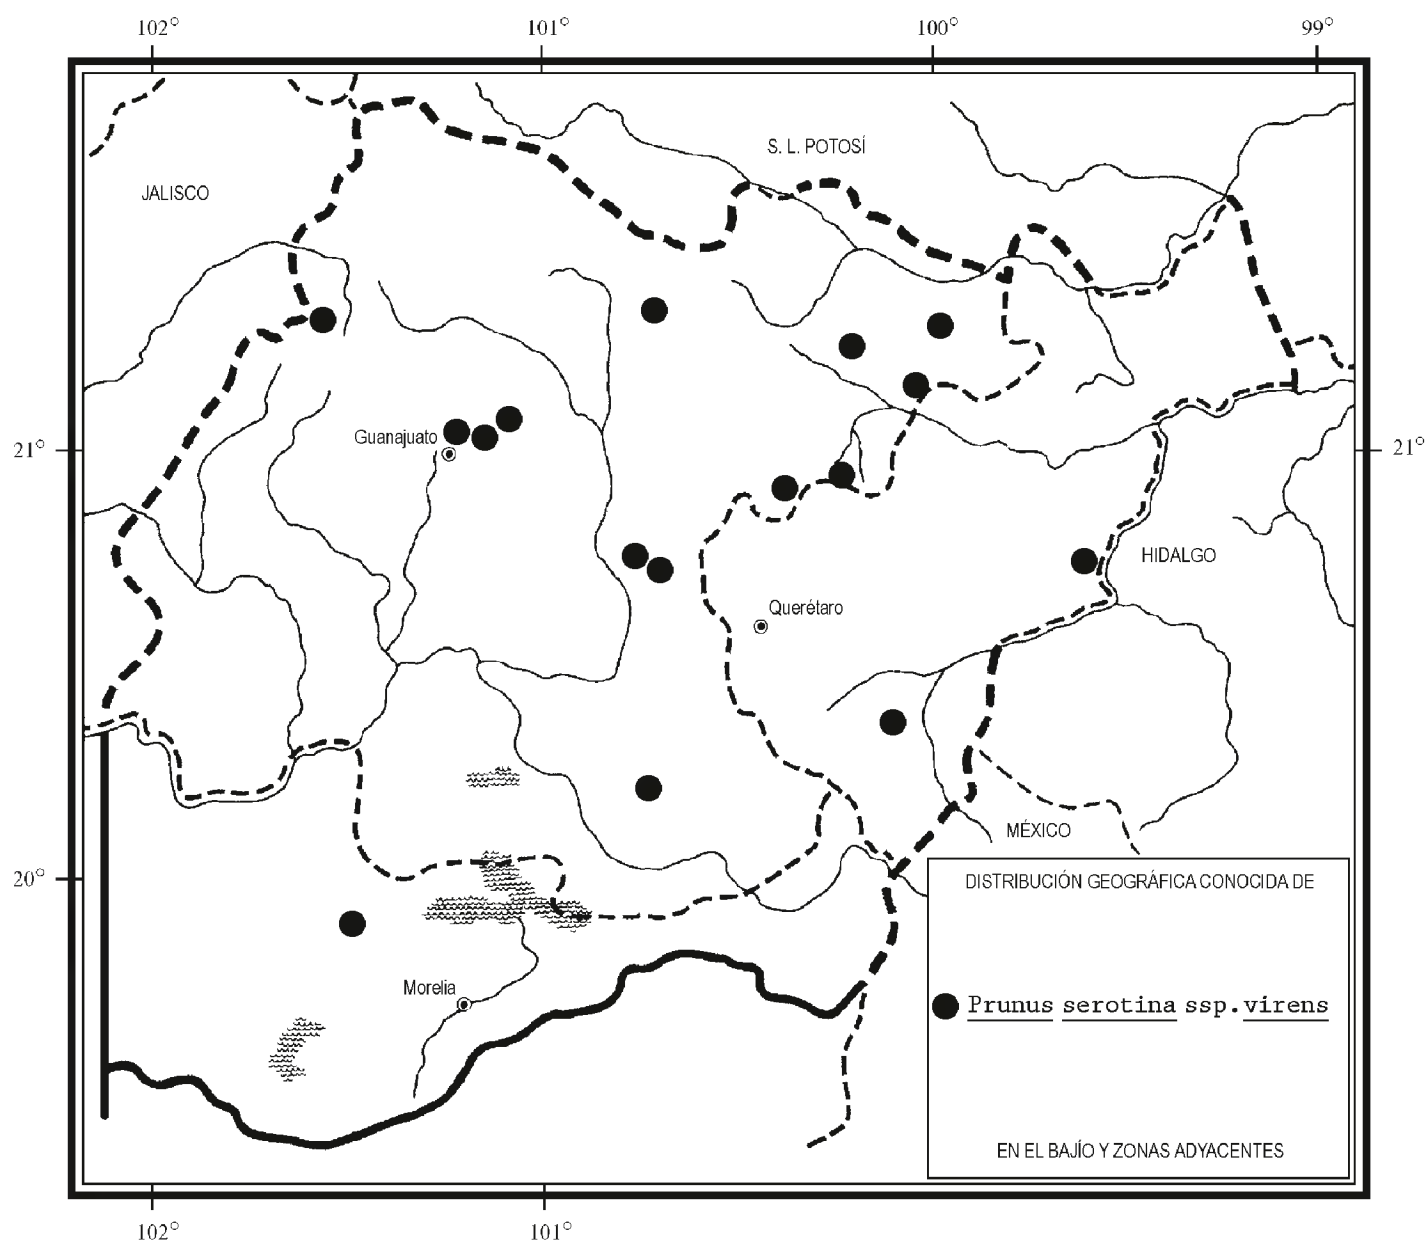 102° 101° 100° 99°
S. L. POTOSÍ
JALISCO
Guanajuato
21° 21°
HIDALGO
Querétaro
MÉXICO
20°
DISTRIBUCIÓN GEOGRÁFICA CONOCIDA DE
Morelia
Prunus serotina ssp. virens
EN EL BAJÍO Y ZONAS ADYACENTES
102° 101°